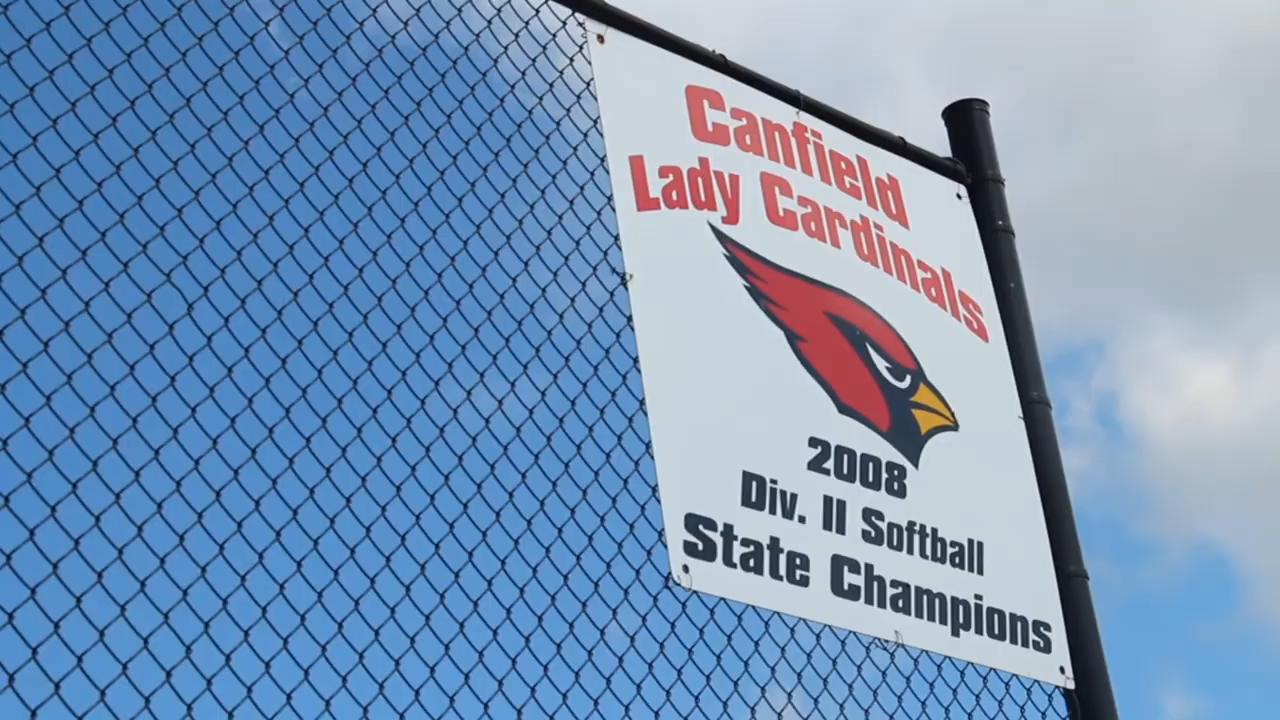 Canfield
Lady Cardinals
2008
Div. II Softball
State Champions